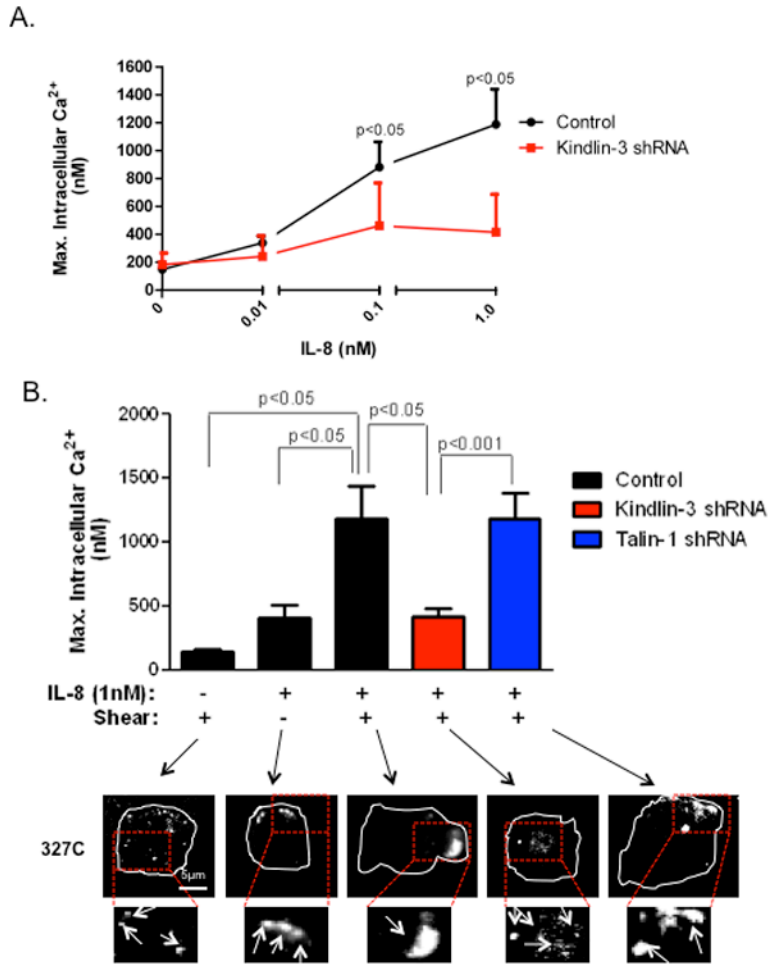 A.
Max. Intracellular Ca2+
(nM)
1600
1400
1200
1000
800
600
400
200
0
p<0.05
p<0.05
Control
Kindlin-3 shRNA
0
0.01
0.1
1.0
IL-8 (nM)
B.
Max. Intracellular Ca2+
(nM)
2000
1500
1000
500
0
p<0.05
p<0.05
p<0.05
p<0.001
Control
Kindlin-3 shRNA
Talin-1 shRNA
IL-8 (1nM): - + + + +
Shear: + - + + +
327C
5μm